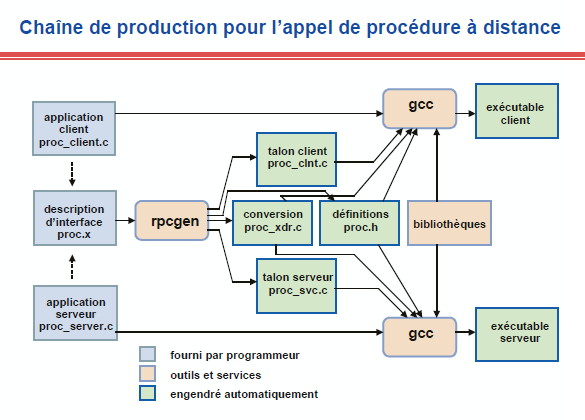 Chaîne de production pour l'appel de procédure à distance
application
client
proc_client.c
gcc
exécutable
client
talon client
proc_clnt.c
description
d'interface
proc.x
rpcgen
conversion
proc_xdr.c
définitions
proc.h
bibliothèques
talon serveur
proc_svc.c
application
serveur
proc_server.c
gcc
exécutable
serveur
fourni par programmeur
outils et services
engendré automatiquement